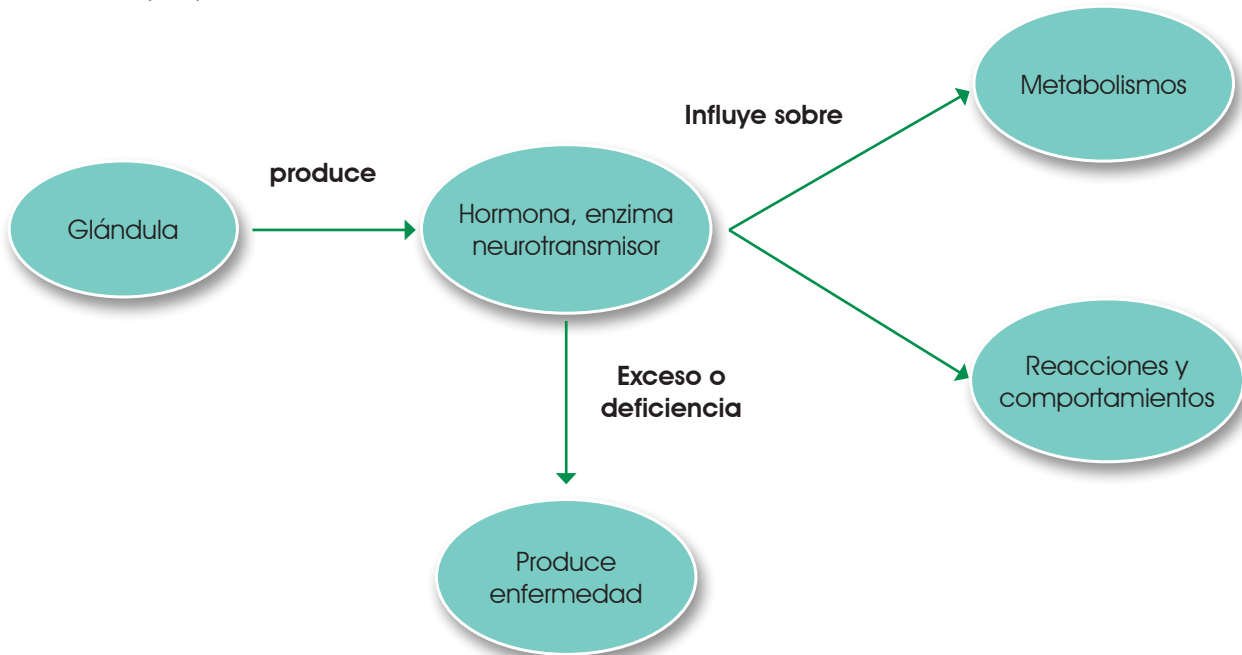 Metabolismos
Influye sobre
produce
Glándula
Hormona, enzima
neurotransmisor
Exceso o
deficiencia
Reacciones y
comportamientos
Produce
enfermedad